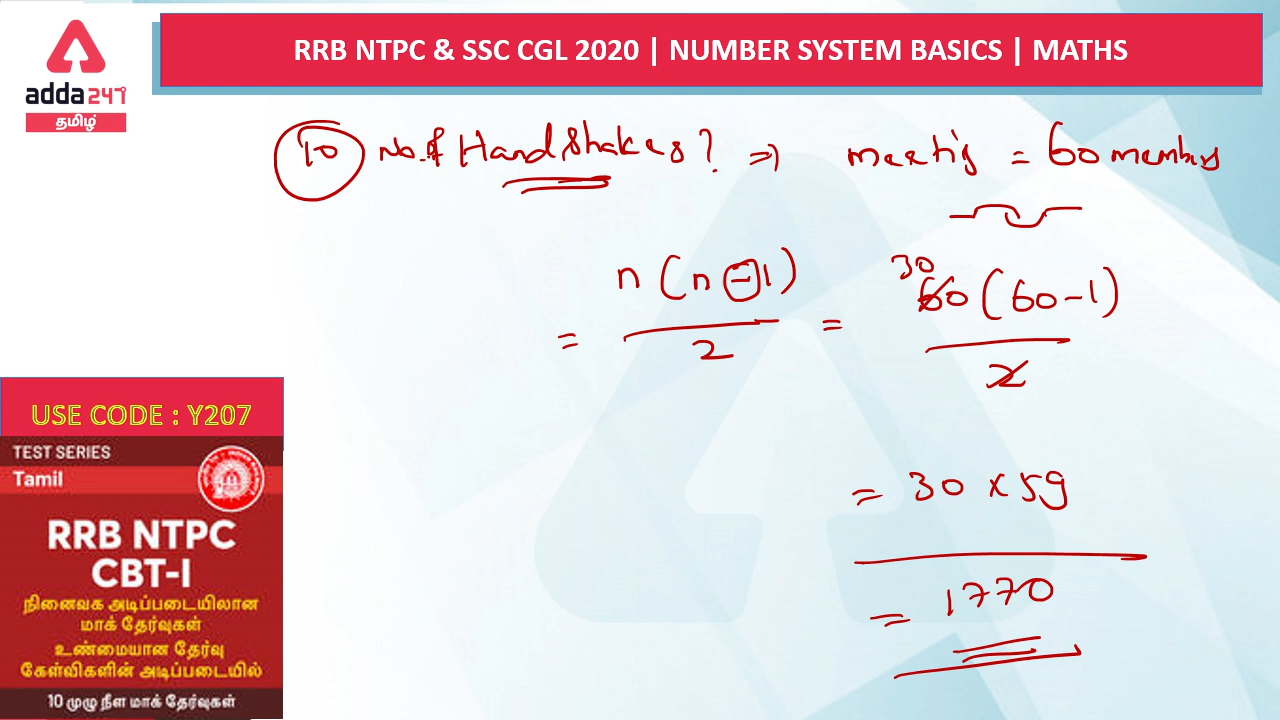 RRB NTPC & SSC CGL 2020 | NUMBER SYSTEM BASICS | MATHS
adda247
தமிழ்
10 No. of Handshakes? ⇒ meetig = 60 members
= n(n-1)/2 = 60(60-1)/2
30
= 30 x 59
= 1770
USE CODE : Y207
TEST SERIES
Tamil
RRB NTPC
CBT-I
நினைவக அடிப்படையிலான
மாக் தேர்வுகள்
உண்மையான தேர்வு
கேள்விகளின் அடிப்படையில்
10 முழு நீள மாக் தேர்வுகள்